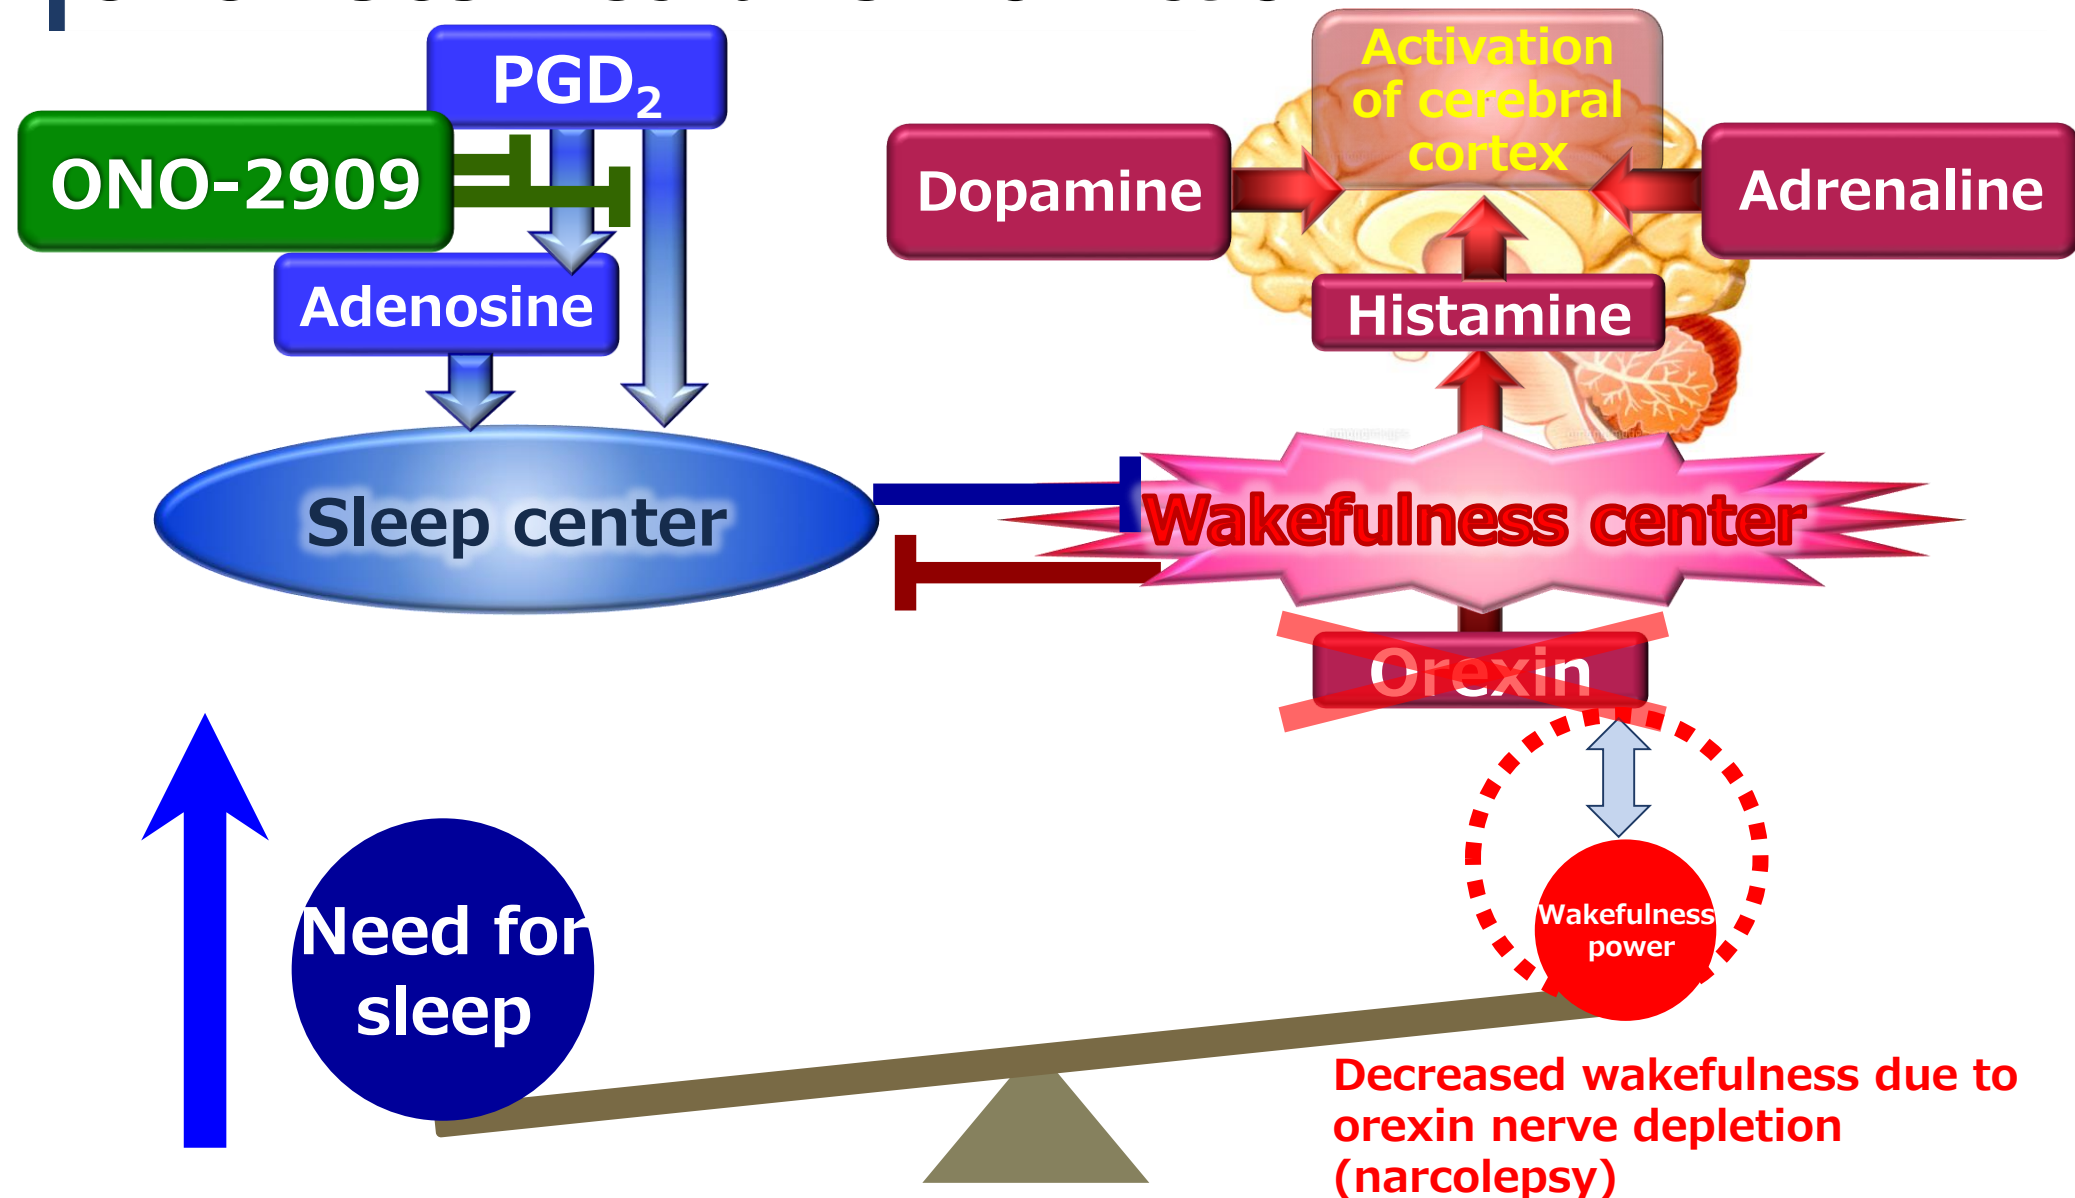 PGD₂
ONO-2909
Adenosine
Sleep center
Activation
of cerebral
cortex
Dopamine
Adrenaline
Histamine
Wakefulness center
Orexin
Need for
sleep
Wakefulness
power
Decreased wakefulness due to
orexin nerve depletion
(narcolepsy)